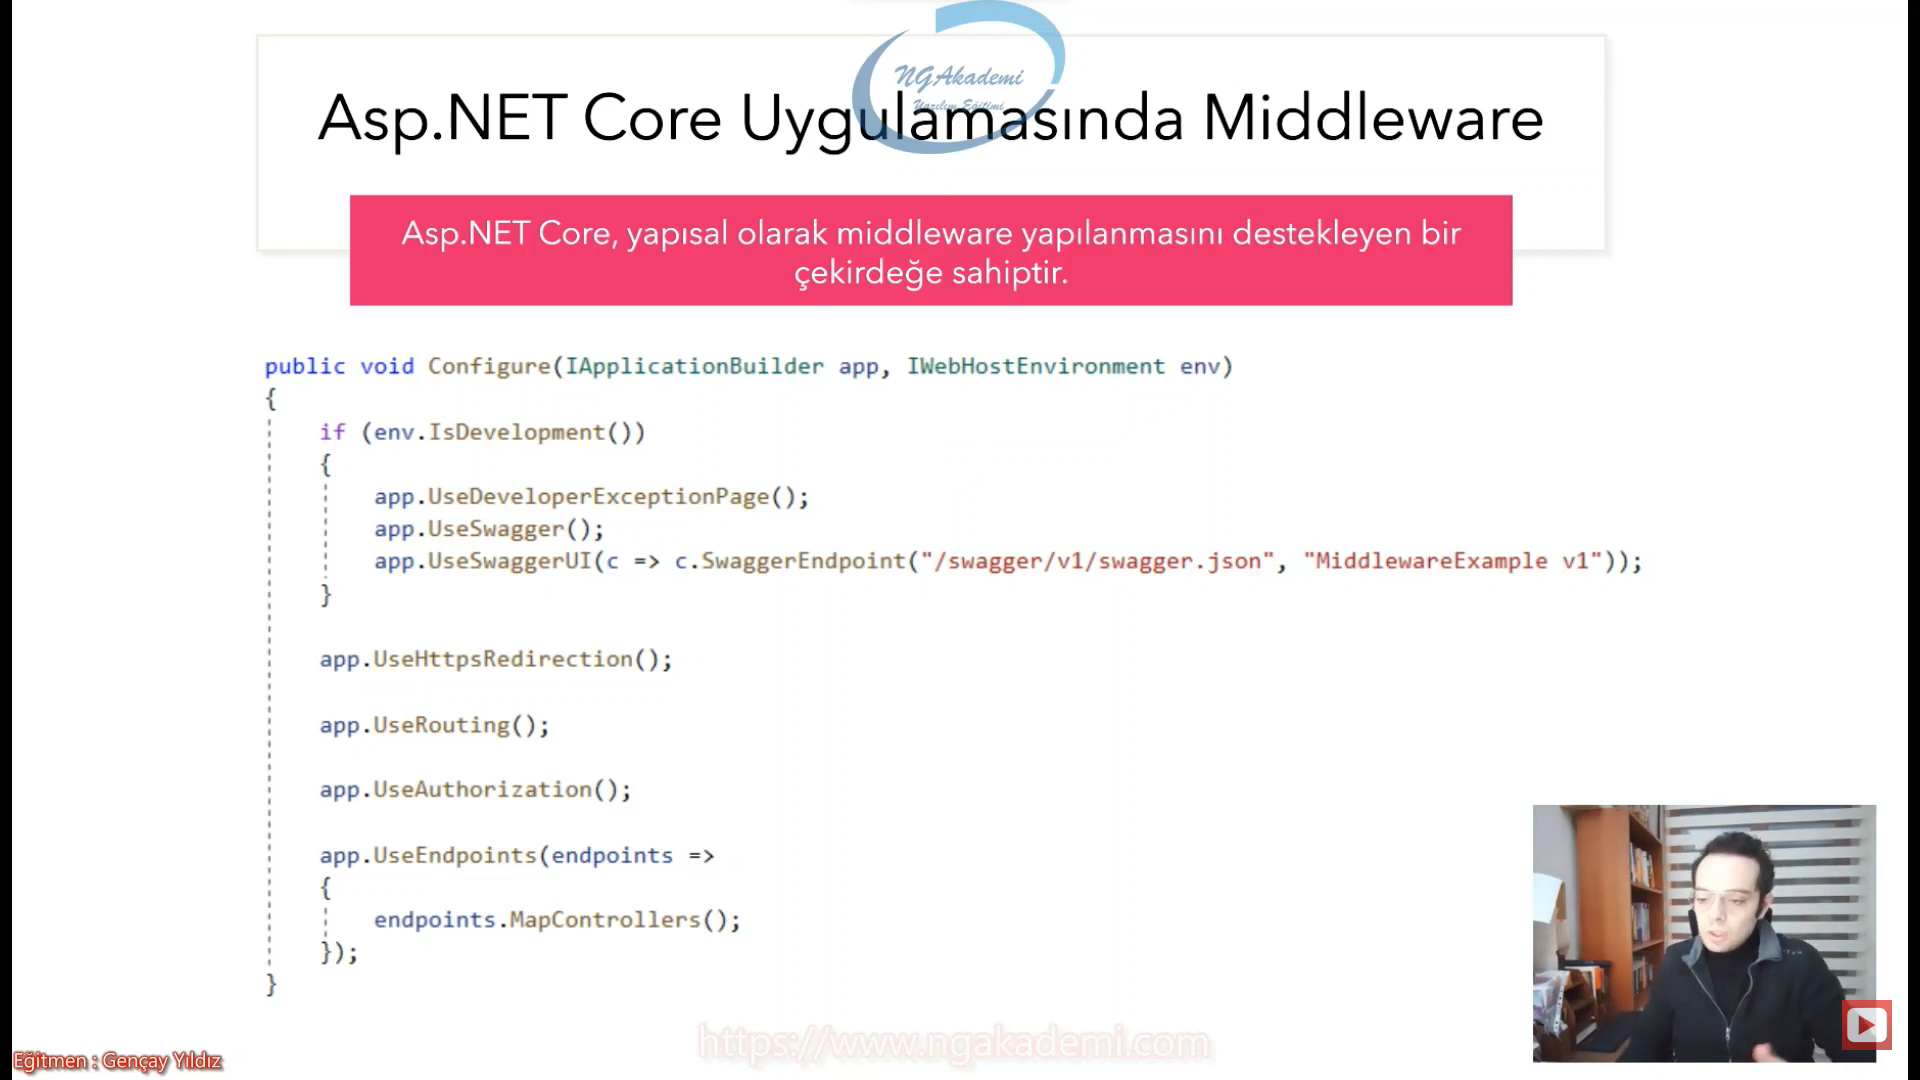 NGAkademi
Yazılım Eğitimi
Asp.NET Core Uygulamasında Middleware
Asp.NET Core, yapısal olarak middleware yapılanmasını destekleyen bir
çekirdeğe sahiptir.
public void Configure(IApplicationBuilder app, IWebHostEnvironment env)
{
if (env.IsDevelopment())
{
app.UseDeveloperExceptionPage();
app.UseSwagger();
app.UseSwaggerUI(c => c.SwaggerEndpoint("/swagger/v1/swagger.json", "MiddlewareExample v1"));
}
app.UseHttpsRedirection();
app.UseRouting();
app.UseAuthorization();
app.UseEndpoints(endpoints =>
{
endpoints.MapControllers();
});
}
https://www.ngakademi.com
Eğitmen : Gençay Yıldız